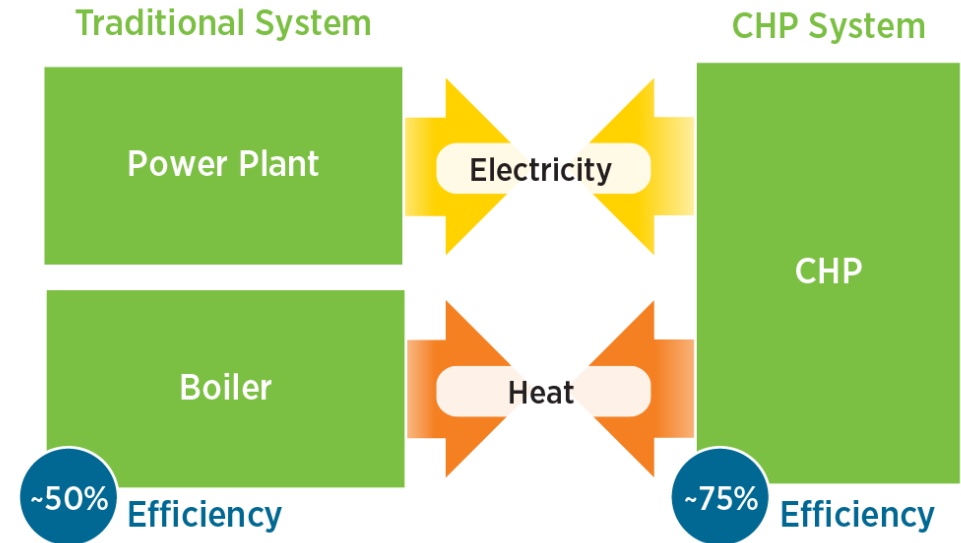 Traditional System
CHP System
Power Plant
Electricity
CHP
Boiler
Heat
~50%
Efficiency
~75%
Efficiency